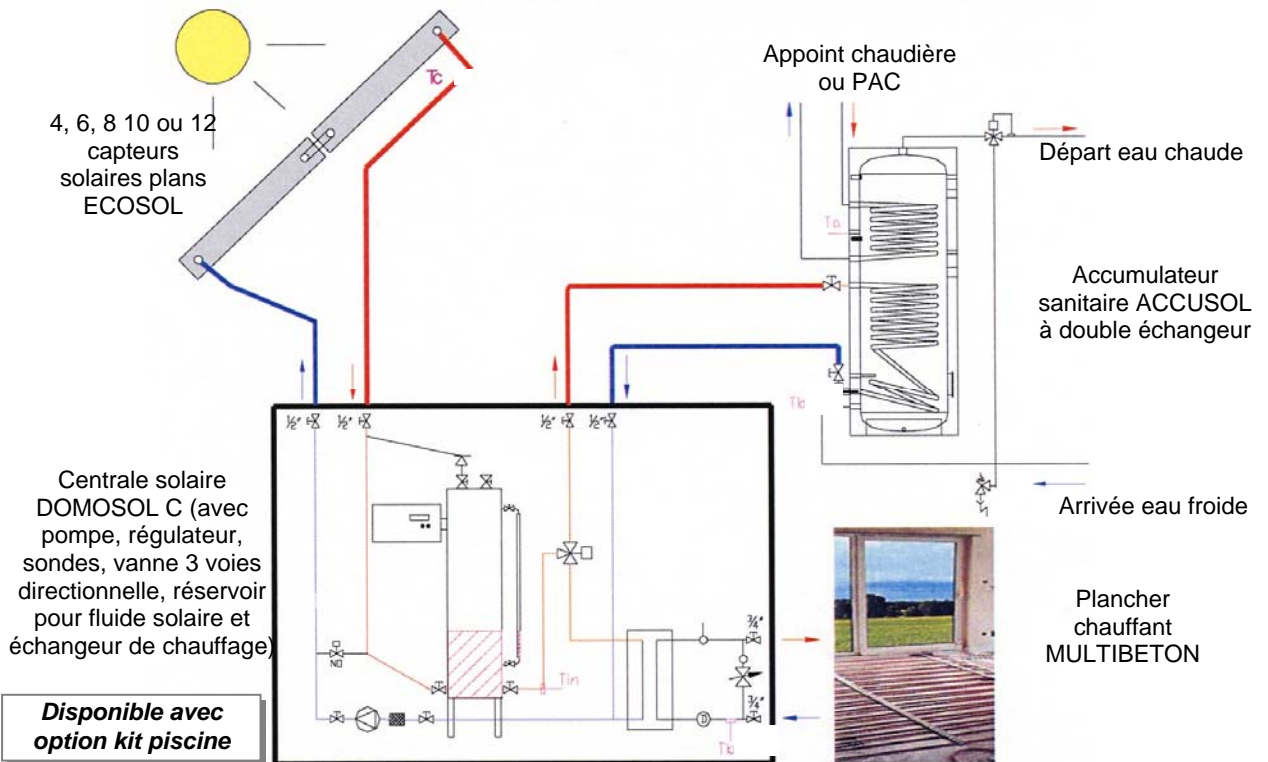 Appoint chaudière
ou PAC
Tc
4, 6, 8 10 ou 12
capteurs
solaires plans
ECOSOL
Départ eau chaude
Ta
Accumulateur
sanitaire ACCUSOL
à double échangeur
Tb
½"
½"
½"
½"
Centrale solaire
DOMOSOL C (avec
pompe, régulateur,
sondes, vanne 3 voies
directionnelle, réservoir
pour fluide solaire et
échangeur de chauffage)
Arrivée eau froide
Plancher
chauffant
MULTIBETON
¾"
NO
Tin
¾"
D
Tb
Disponible avec
option kit piscine